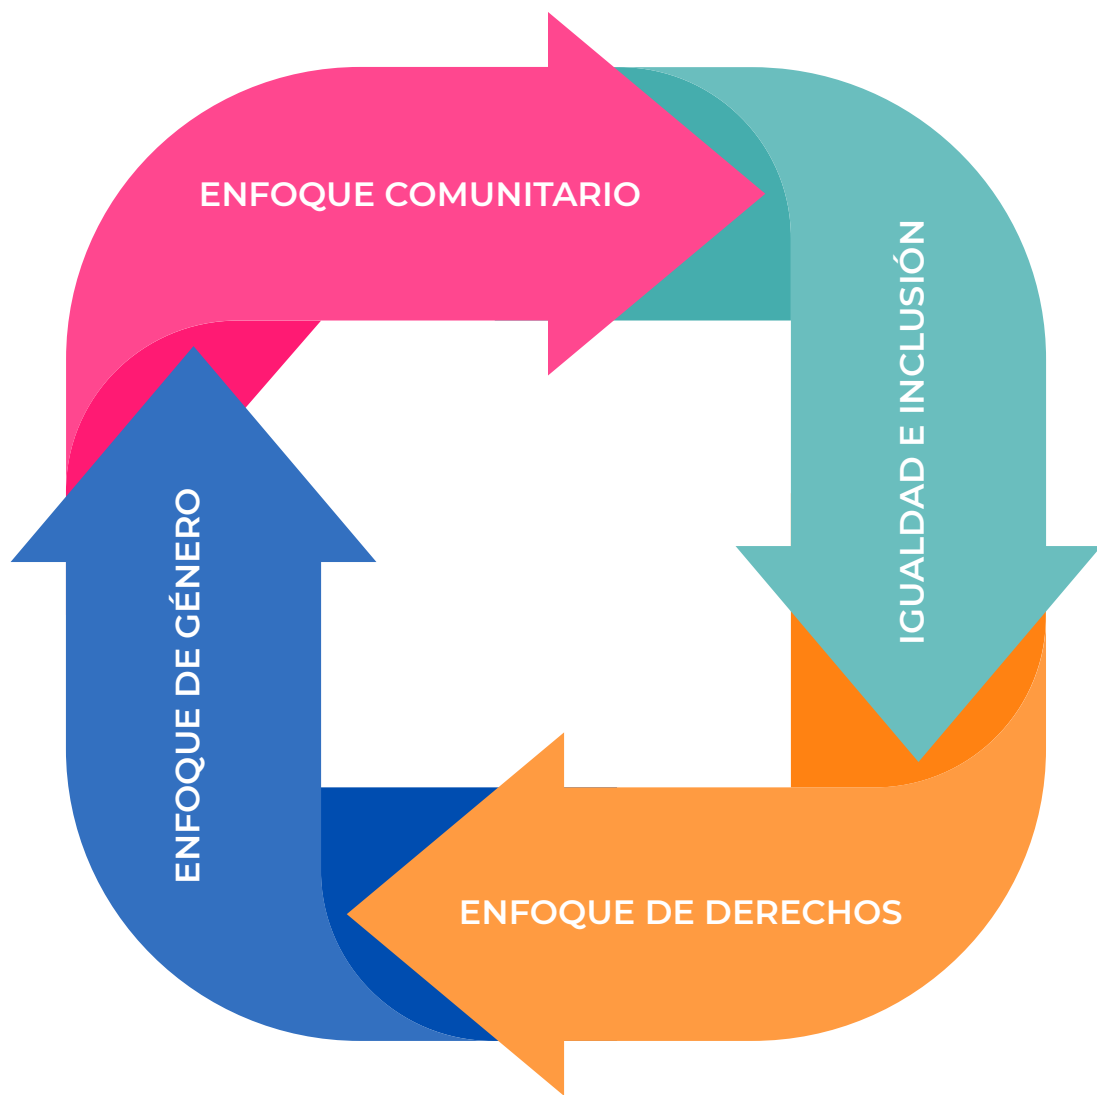 ENFOQUE COMUNITARIO
IGUALDAD E INCLUSIÓN
ENFOQUE DE DERECHOS
ENFOQUE DE GÉNERO